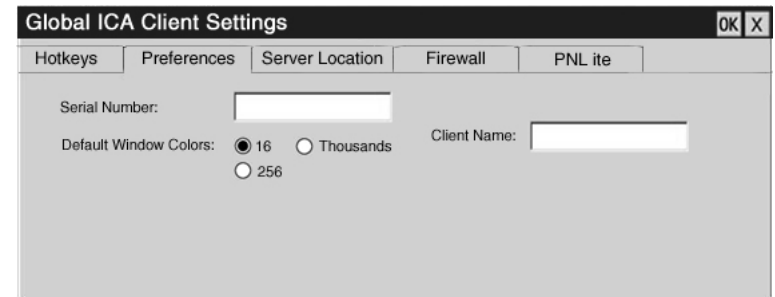 Global ICA Client Settings OK X
Hotkeys Preferences Server Location Firewall PNL ite
Serial Number:
Client Name:
Default Window Colors: 16 Thousands
256